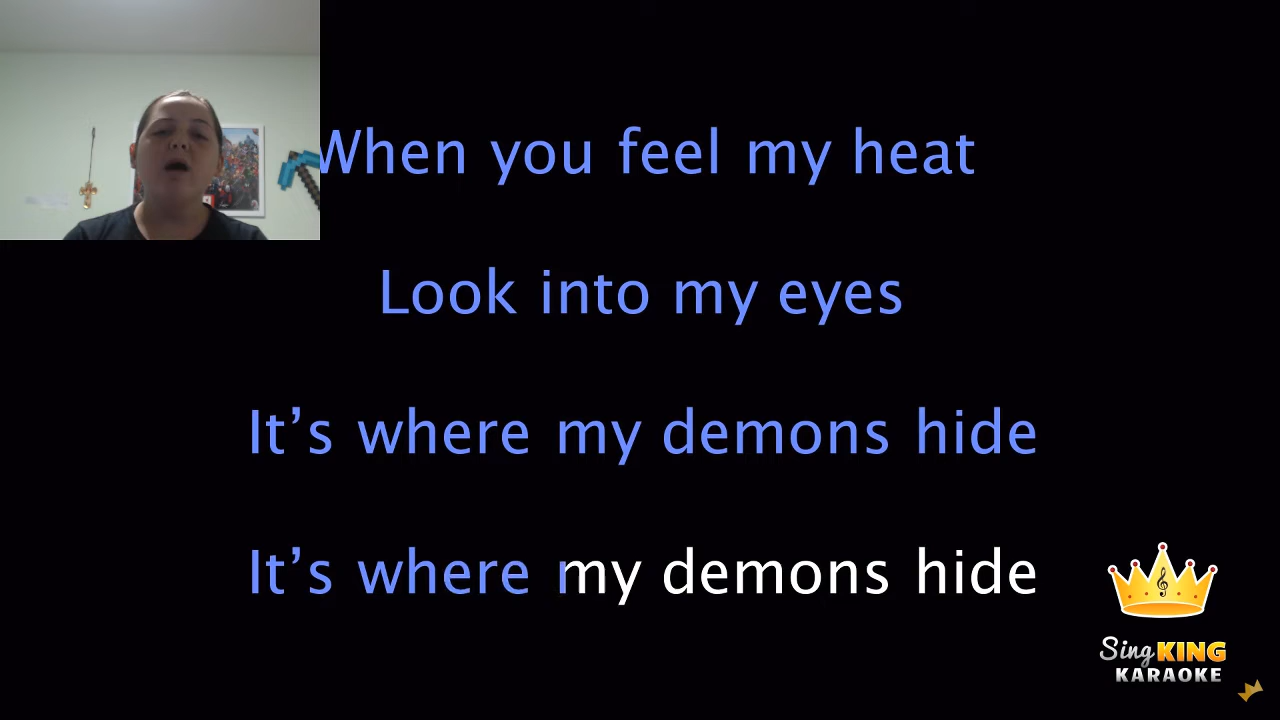 When you feel my heat
Look into my eyes
It's where my demons hide
It's where my demons hide
Sing KING
KARAOKE